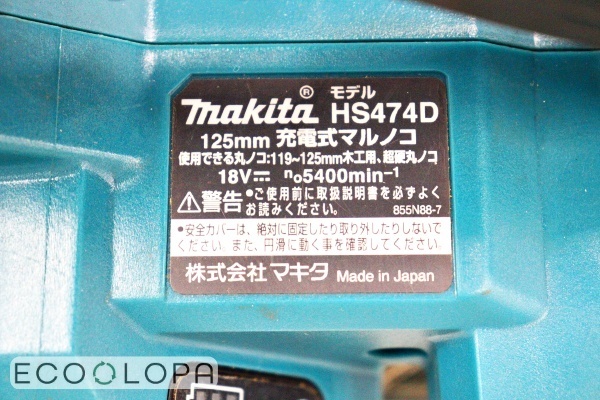 モデル
makita® HS474D
125mm 充電式マルノコ
使用できる丸ノコ:119~125mm木工用、超硬丸ノコ
18V⎓ n₀5400min⁻¹
⚠警告 •ご使用前に取扱説明書を必ずよく
お読みください。 855N88-7
•安全カバーは、絶対に固定したり取り外したりしないで
ください。また、円滑に動く事を確認してください。
株式会社マキタ Made in Japan
ECOOLOPA